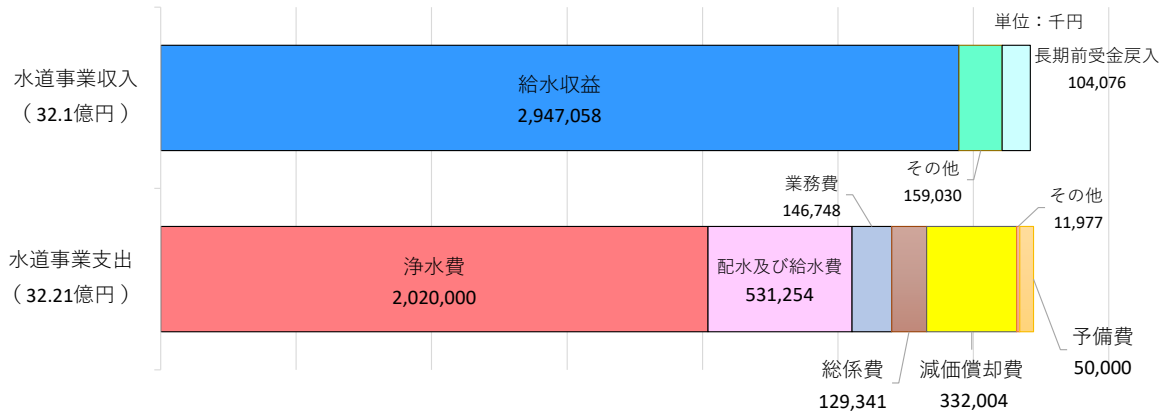 単位：千円
水道事業収入
（ 32.1億円 ）
給水収益
2,947,058
長期前受金戻入
104,076
その他
159,030
水道事業支出
（ 32.21億円 ）
浄水費
2,020,000
配水及び給水費
531,254
業務費
146,748
総係費
129,341
減価償却費
332,004
その他
11,977
予備費
50,000